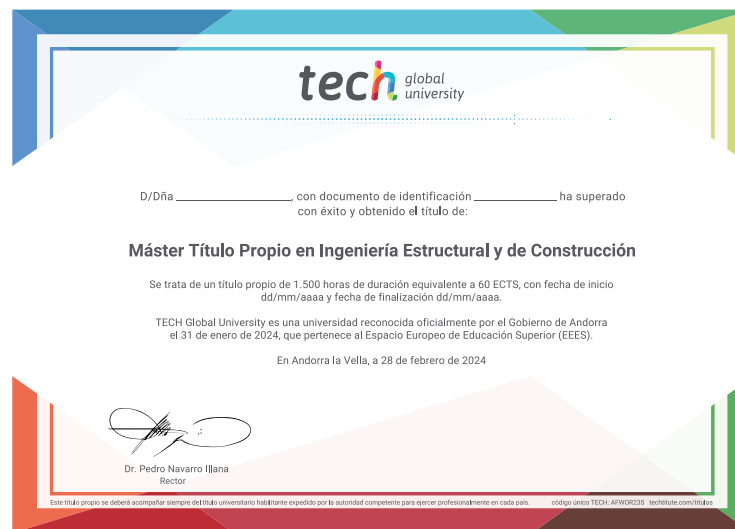 tech global university
D/Dña ______________, con documento de identificación __________ ha superado
con éxito y obtenido el título de:
Máster Título Propio en Ingeniería Estructural y de Construcción
Se trata de un título propio de 1.500 horas de duración equivalente a 60 ECTS, con fecha de inicio
dd/mm/aaaa y fecha de finalización dd/mm/aaaa.
TECH Global University es una universidad reconocida oficialmente por el Gobierno de Andorra
el 31 de enero de 2024, que pertenece al Espacio Europeo de Educación Superior (EEES).
En Andorra la Vella, a 28 de febrero de 2024
Dr. Pedro Navarro Illana
Rector
Este título propio se deberá acompañar siempre del título universitario habilitante expedido por la autoridad competente para ejercer profesionalmente en cada país. código único TECH: AFWOR23S techtitute.com/titulos